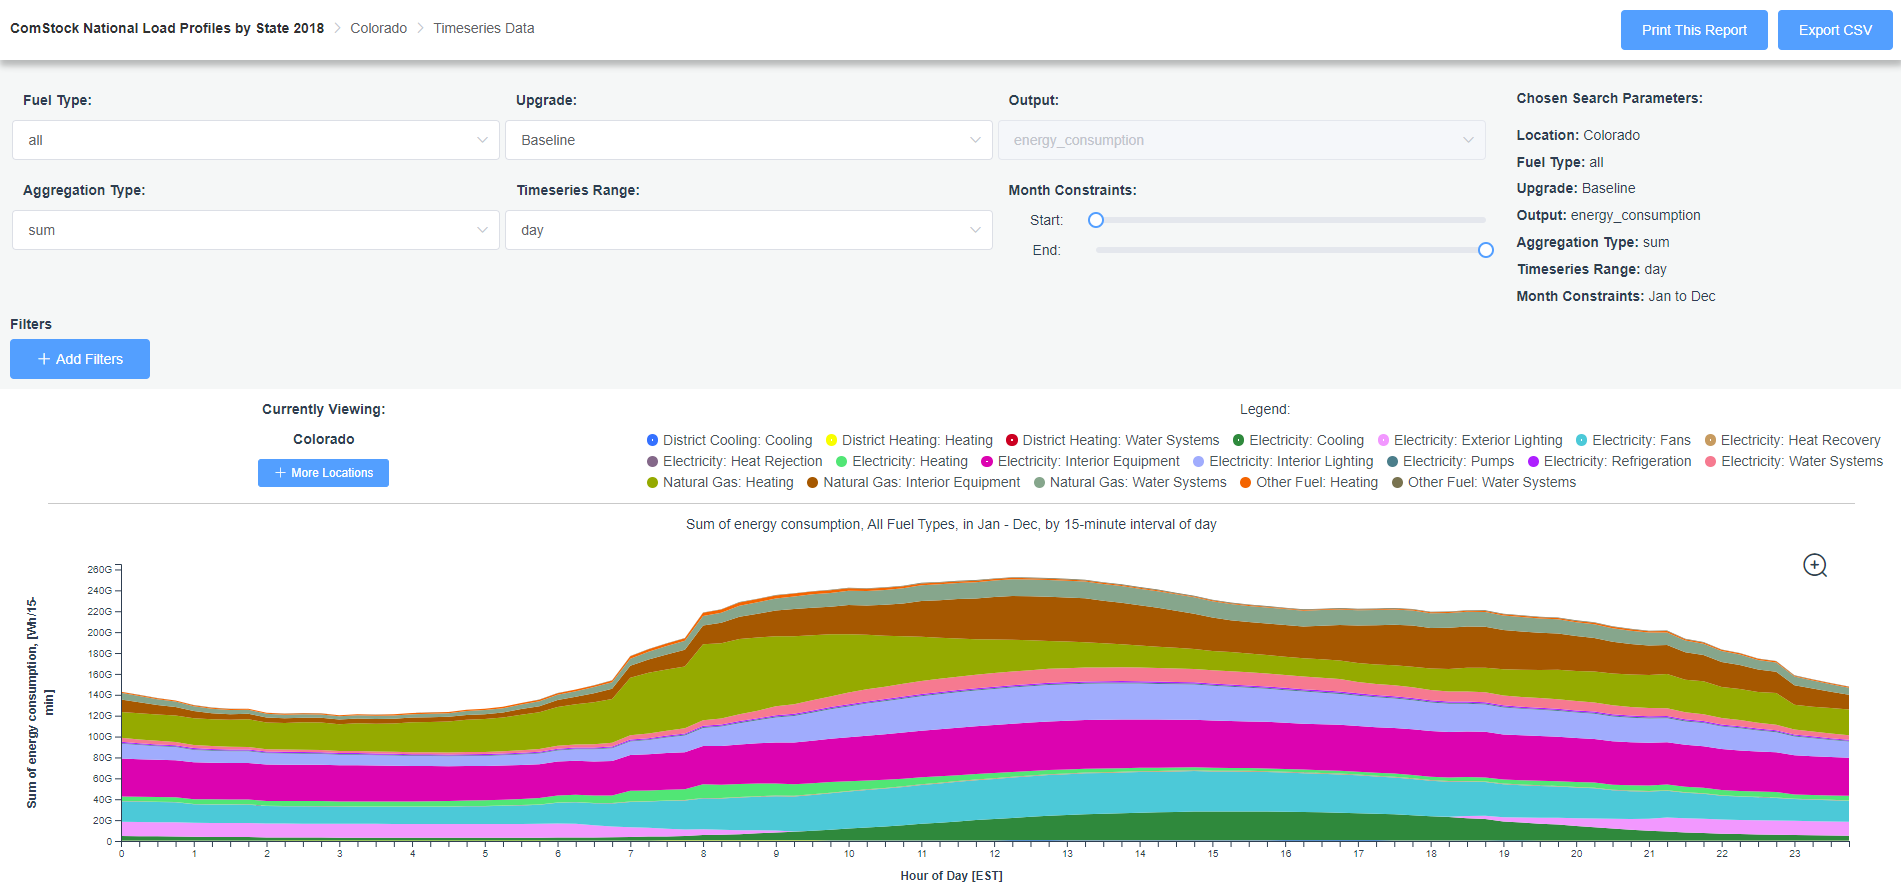 ComStock National Load Profiles by State 2018 > Colorado > Timeseries Data
Print This Report
Export CSV
Fuel Type:
Upgrade:
Output:
all
Baseline
energy_consumption
Aggregation Type:
Timeseries Range:
Month Constraints:
sum
day
Start:
End:
Chosen Search Parameters:
Location: Colorado
Fuel Type: all
Upgrade: Baseline
Output: energy_consumption
Aggregation Type: sum
Timeseries Range: day
Month Constraints: Jan to Dec
Filters
+ Add Filters
Currently Viewing:
Colorado
+ More Locations
Legend:
District Cooling: Cooling District Heating: Heating District Heating: Water Systems Electricity: Cooling Electricity: Exterior Lighting Electricity: Fans Electricity: Heat Recovery
Electricity: Heat Rejection Electricity: Heating Electricity: Interior Equipment Electricity: Interior Lighting Electricity: Pumps Electricity: Refrigeration Electricity: Water Systems
Natural Gas: Heating Natural Gas: Interior Equipment Natural Gas: Water Systems Other Fuel: Heating Other Fuel: Water Systems
Sum of energy consumption, All Fuel Types, in Jan - Dec, by 15-minute interval of day
Sum of energy consumption, [Wh/15-
min]
260G
240G
220G
200G
180G
160G
140G
120G
100G
80G
60G
40G
20G
0
0 1 2 3 4 5 6 7 8 9 10 11 12 13 14 15 16 17 18 19 20 21 22 23
Hour of Day [EST]